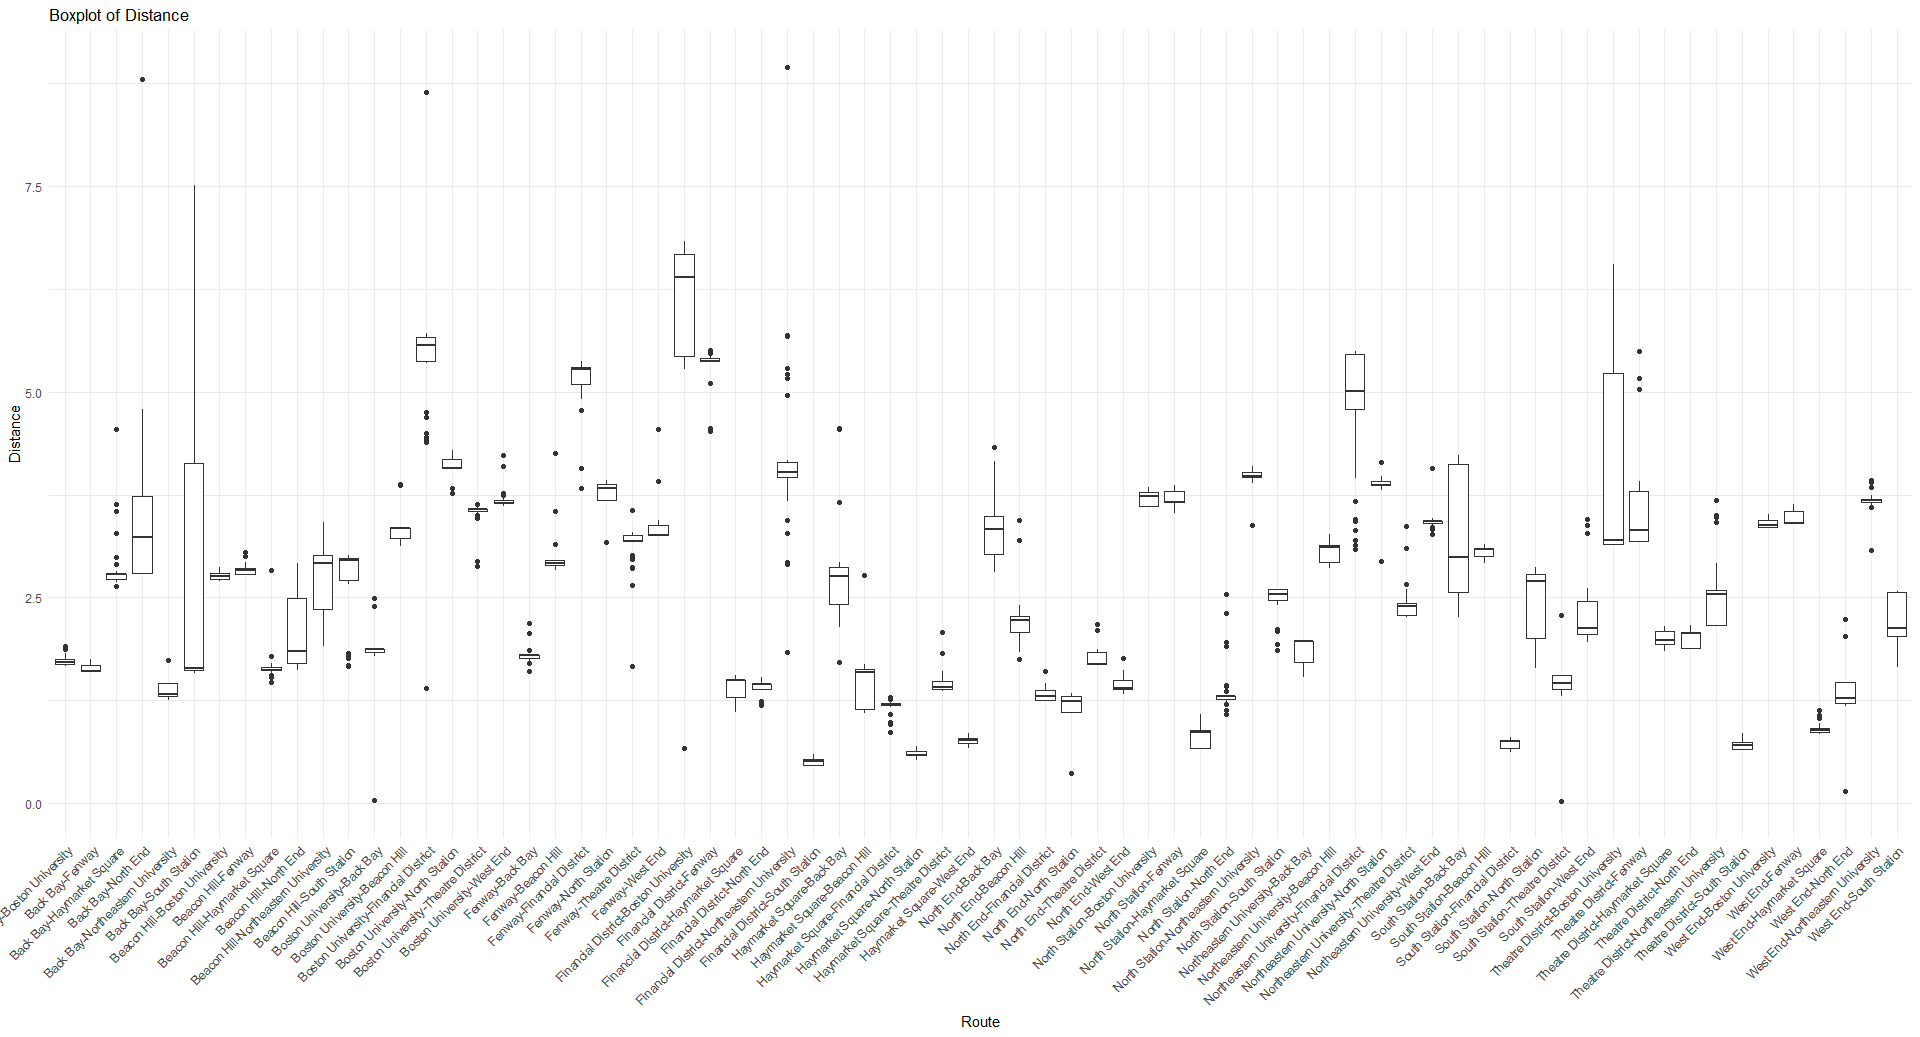 Boxplot of Distance
Distance
7.5
5.0
2.5
0.0
y-Boston University
Back Bay-Fenway
Back Bay-Haymarket Square
Back Bay-North End
Back Bay-Northeastern University
Back Bay-South Station
Beacon Hill-Boston University
Beacon Hill-Fenway
Beacon Hill-Haymarket Square
Beacon Hill-North End
Beacon Hill-Northeastern University
Beacon Hill-South Station
Boston University-Back Bay
Boston University-Beacon Hill
Boston University-Financial District
Boston University-North Station
Boston University-Theatre District
Boston University-West End
Fenway-Back Bay
Fenway-Beacon Hill
Fenway-Financial District
Fenway-North Station
Fenway-Theatre District
Fenway-West End
Financial District-Boston University
Financial District-Fenway
Financial District-Haymarket Square
Financial District-North End
Financial District-Northeastern University
Financial District-South Station
Haymarket Square-Back Bay
Haymarket Square-Beacon Hill
Haymarket Square-Financial District
Haymarket Square-North Station
Haymarket Square-Theatre District
Haymarket Square-West End
North End-Back Bay
North End-Beacon Hill
North End-Financial District
North End-North Station
North End-Theatre District
North End-West End
North Station-Boston University
North Station-Fenway
North Station-Haymarket Square
North Station-North End
North Station-Northeastern University
North Station-South Station
Northeastern University-Back Bay
Northeastern University-Beacon Hill
Northeastern University-Financial District
Northeastern University-North Station
Northeastern University-Theatre District
Northeastern University-West End
South Station-Back Bay
South Station-Beacon Hill
South Station-Financial District
South Station-North Station
South Station-Theatre District
South Station-West End
Theatre District-Boston University
Theatre District-Fenway
Theatre District-Haymarket Square
Theatre District-North End
Theatre District-Northeastern University
Theatre District-South Station
West End-Boston University
West End-Fenway
West End-Haymarket Square
West End-North End
West End-Northeastern University
West End-South Station
Route